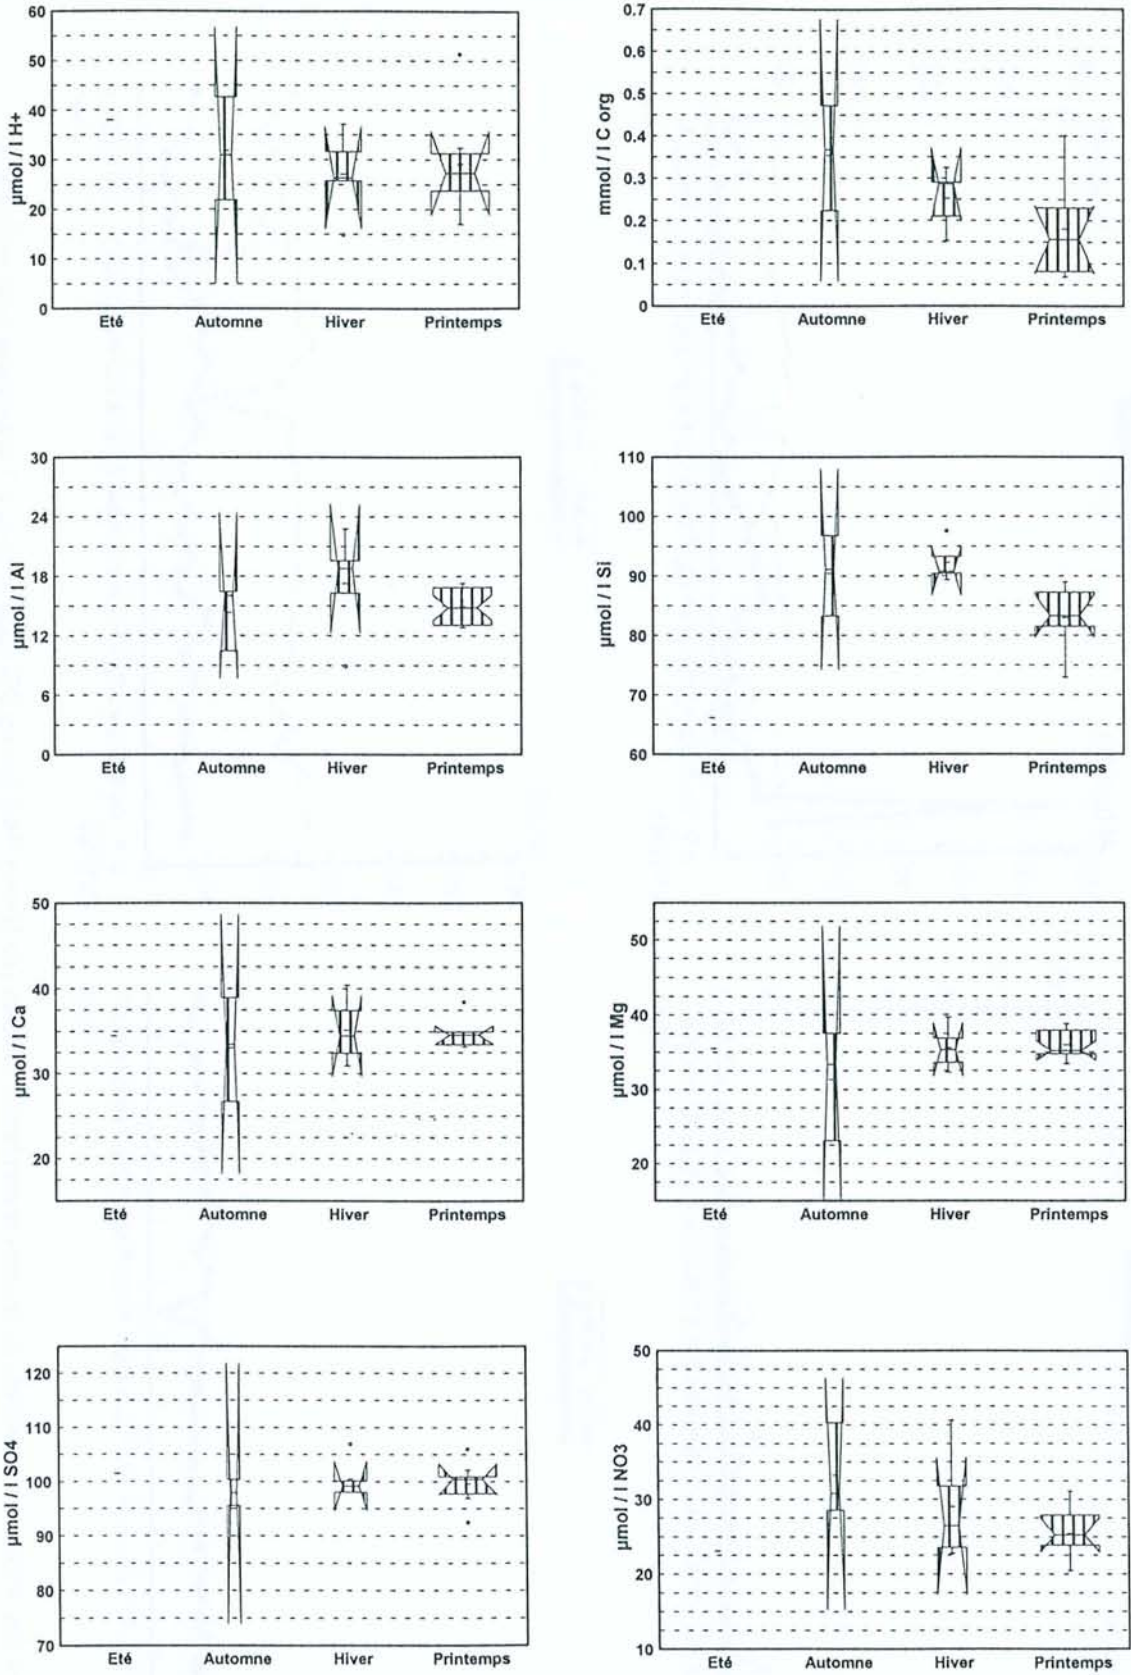 60
50
40
30
20
10
0
µmol / l H+
Eté Automne Hiver Printemps
0.7
0.6
0.5
0.4
0.3
0.2
0.1
0
mmol / l C org
Eté Automne Hiver Printemps
30
24
18
12
6
0
µmol / l Al
Eté Automne Hiver Printemps
110
100
90
80
70
60
µmol / l Si
Eté Automne Hiver Printemps
50
40
30
20
µmol / l Ca
Eté Automne Hiver Printemps
50
40
30
20
µmol / l Mg
Eté Automne Hiver Printemps
120
110
100
90
80
70
µmol / l SO4
Eté Automne Hiver Printemps
50
40
30
20
10
µmol / l NO3
Eté Automne Hiver Printemps